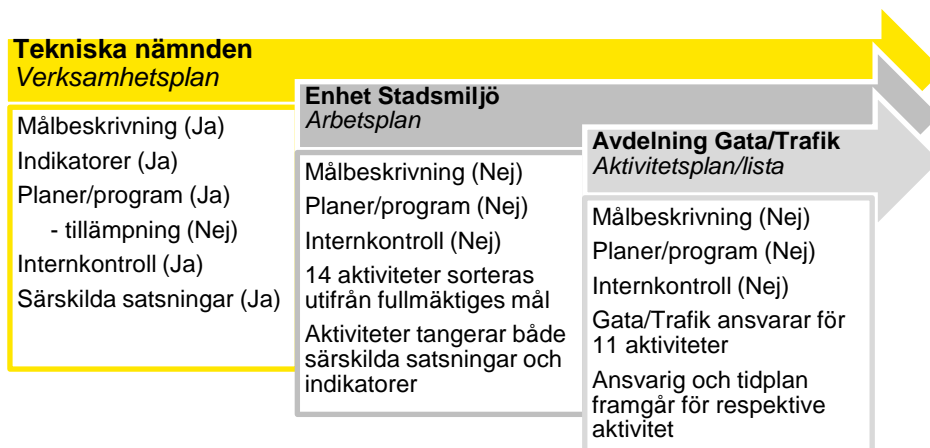 Tekniska nämnden
Verksamhetsplan
Målbeskrivning (Ja)
Indikatorer (Ja)
Planer/program (Ja)
- tillämpning (Nej)
Internkontroll (Ja)
Särskilda satsningar (Ja)
Enhet Stadsmiljö
Arbetsplan
Målbeskrivning (Nej)
Planer/program (Nej)
Internkontroll (Nej)
14 aktiviteter sorteras
utifrån fullmäktiges mål
Aktiviteter tangerar både
särskilda satsningar och
indikatorer
Avdelning Gata/Trafik
Aktivitetsplan/lista
Målbeskrivning (Nej)
Planer/program (Nej)
Internkontroll (Nej)
Gata/Trafik ansvarar för
11 aktiviteter
Ansvarig och tidplan
framgår för respektive
aktivitet